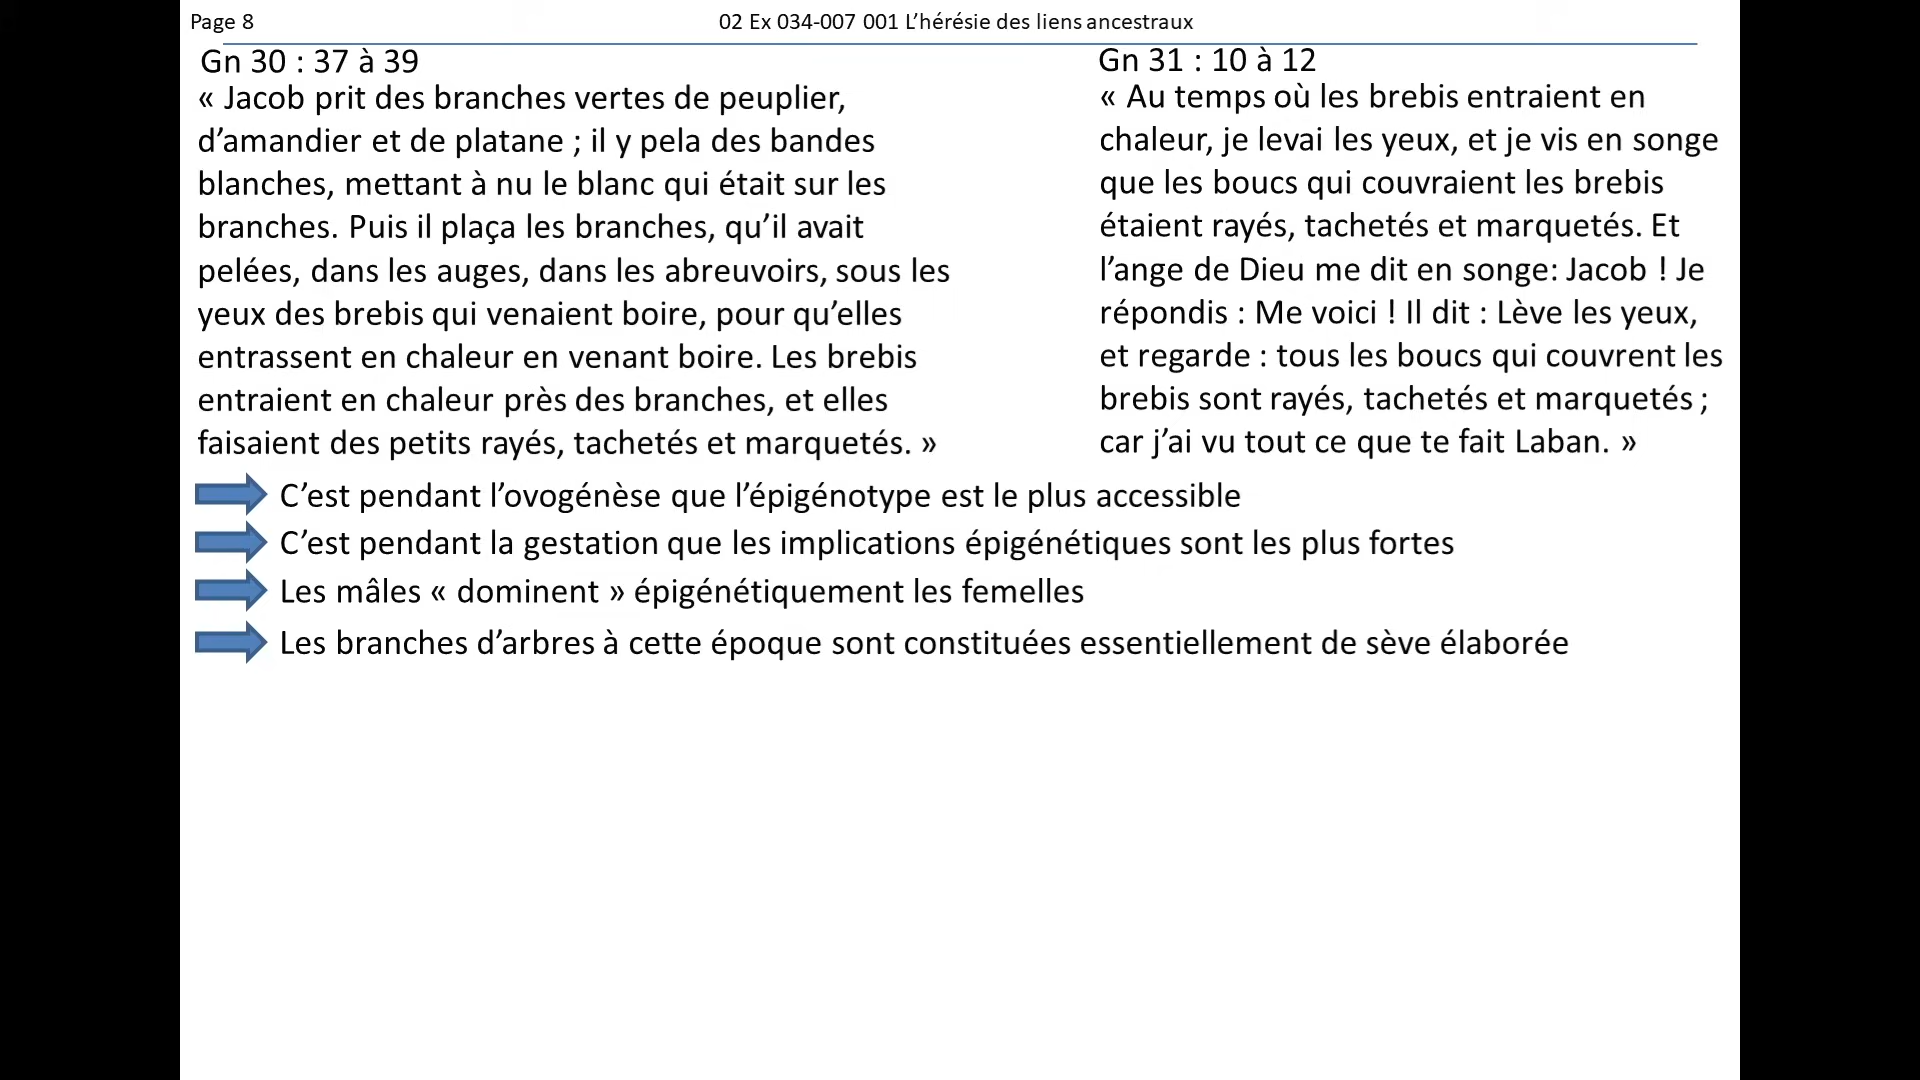 Page 8
02 Ex 034-007 001 L’hérésie des liens ancestraux
Gn 30 : 37 à 39
« Jacob prit des branches vertes de peuplier,
d’amandier et de platane ; il y pela des bandes
blanches, mettant à nu le blanc qui était sur les
branches. Puis il plaça les branches, qu’il avait
pelées, dans les auges, dans les abreuvoirs, sous les
yeux des brebis qui venaient boire, pour qu’elles
entrassent en chaleur en venant boire. Les brebis
entraient en chaleur près des branches, et elles
faisaient des petits rayés, tachetés et marquetés. »
Gn 31 : 10 à 12
« Au temps où les brebis entraient en
chaleur, je levai les yeux, et je vis en songe
que les boucs qui couvraient les brebis
étaient rayés, tachetés et marquetés. Et
l’ange de Dieu me dit en songe: Jacob ! Je
répondis : Me voici ! Il dit : Lève les yeux,
et regarde : tous les boucs qui couvrent les
brebis sont rayés, tachetés et marquetés ;
car j’ai vu tout ce que te fait Laban. »
C’est pendant l’ovogénèse que l’épigénotype est le plus accessible
C’est pendant la gestation que les implications épigénétiques sont les plus fortes
Les mâles « dominent » épigénétiquement les femelles
Les branches d’arbres à cette époque sont constituées essentiellement de sève élaborée